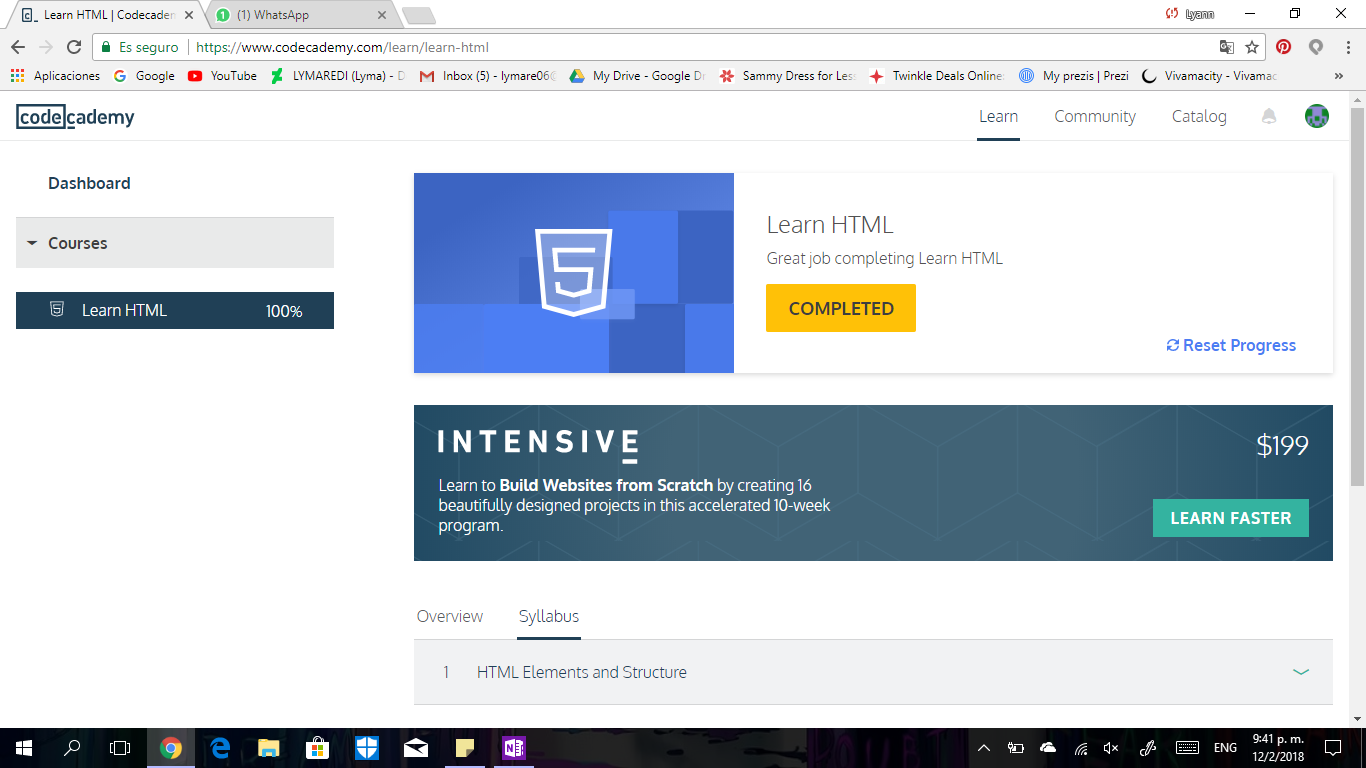 Learn HTML | Codecadem
(1) WhatsApp
Lyann
Es seguro
https://www.codecademy.com/learn/learn-html
Aplicaciones
Google
YouTube
LYMAREDI (Lyma) - D
Inbox (5) - lymare06@
My Drive - Google Dr
Sammy Dress for Less
Twinkle Deals Online
My prezis | Prezi
Vivamacity - Vivamac
»
codecademy
Learn
Community
Catalog
Dashboard
Courses
Learn HTML
100%
Learn HTML
Great job completing Learn HTML
COMPLETED
Reset Progress
INTENSIVE
$199
Learn to Build Websites from Scratch by creating 16
beautifully designed projects in this accelerated 10-week
program.
LEARN FASTER
Overview
Syllabus
1 HTML Elements and Structure
ENG
9:41 p. m.
12/2/2018